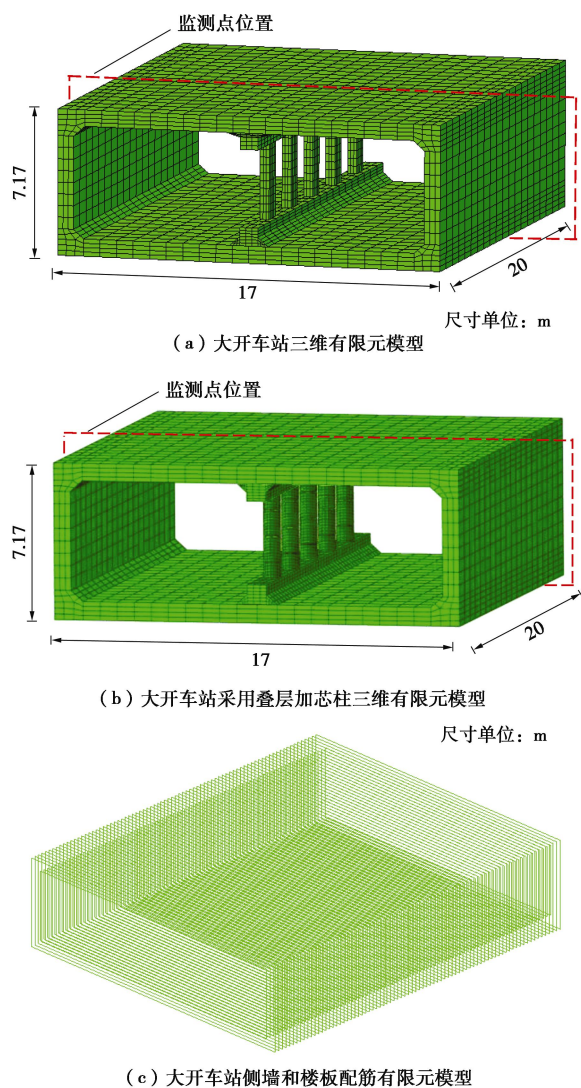 监测点位置
7.17
17
20
尺寸单位：m
（a）大开车站三维有限元模型
监测点位置
7.17
17
20
（b）大开车站采用叠层加芯柱三维有限元模型
尺寸单位：m
（c）大开车站侧墙和楼板配筋有限元模型